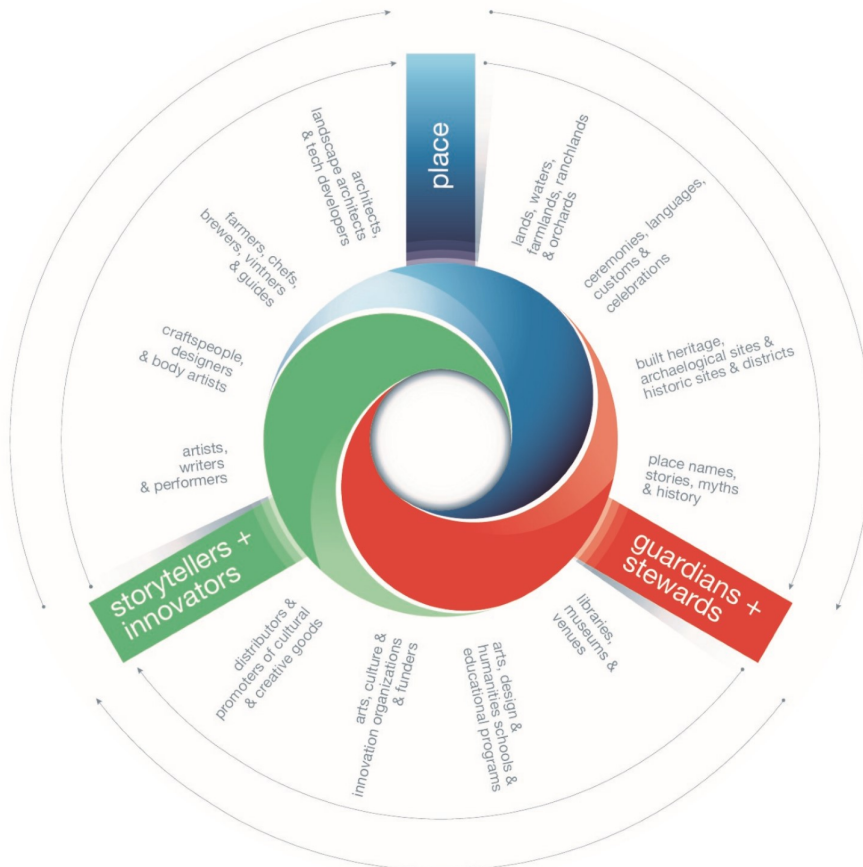 place
lands, waters,
farmlands, ranchlands
& orchards
ceremonies, languages,
customs &
celebrations
built heritage,
archaelogical sites &
historic sites & districts
place names,
stories, myths
& history
guardians +
stewards
libraries,
museums &
venues
arts, design &
humanities schools &
educational programs
arts, culture &
innovation organizations
& funders
distributors &
promoters of cultural
& creative goods
storytellers +
innovators
artists,
writers
& performers
craftspeople,
designers
& body artists
farmers, chefs,
brewers, vintners
& guides
architects,
landscape architects
& tech developers